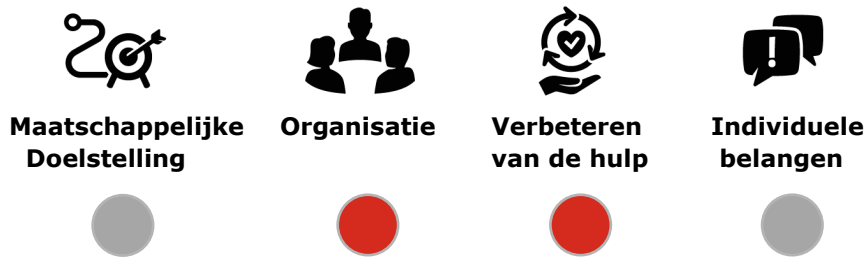 Maatschappelijke Doelstelling
Organisatie
Verbeteren van de hulp
Individuele belangen